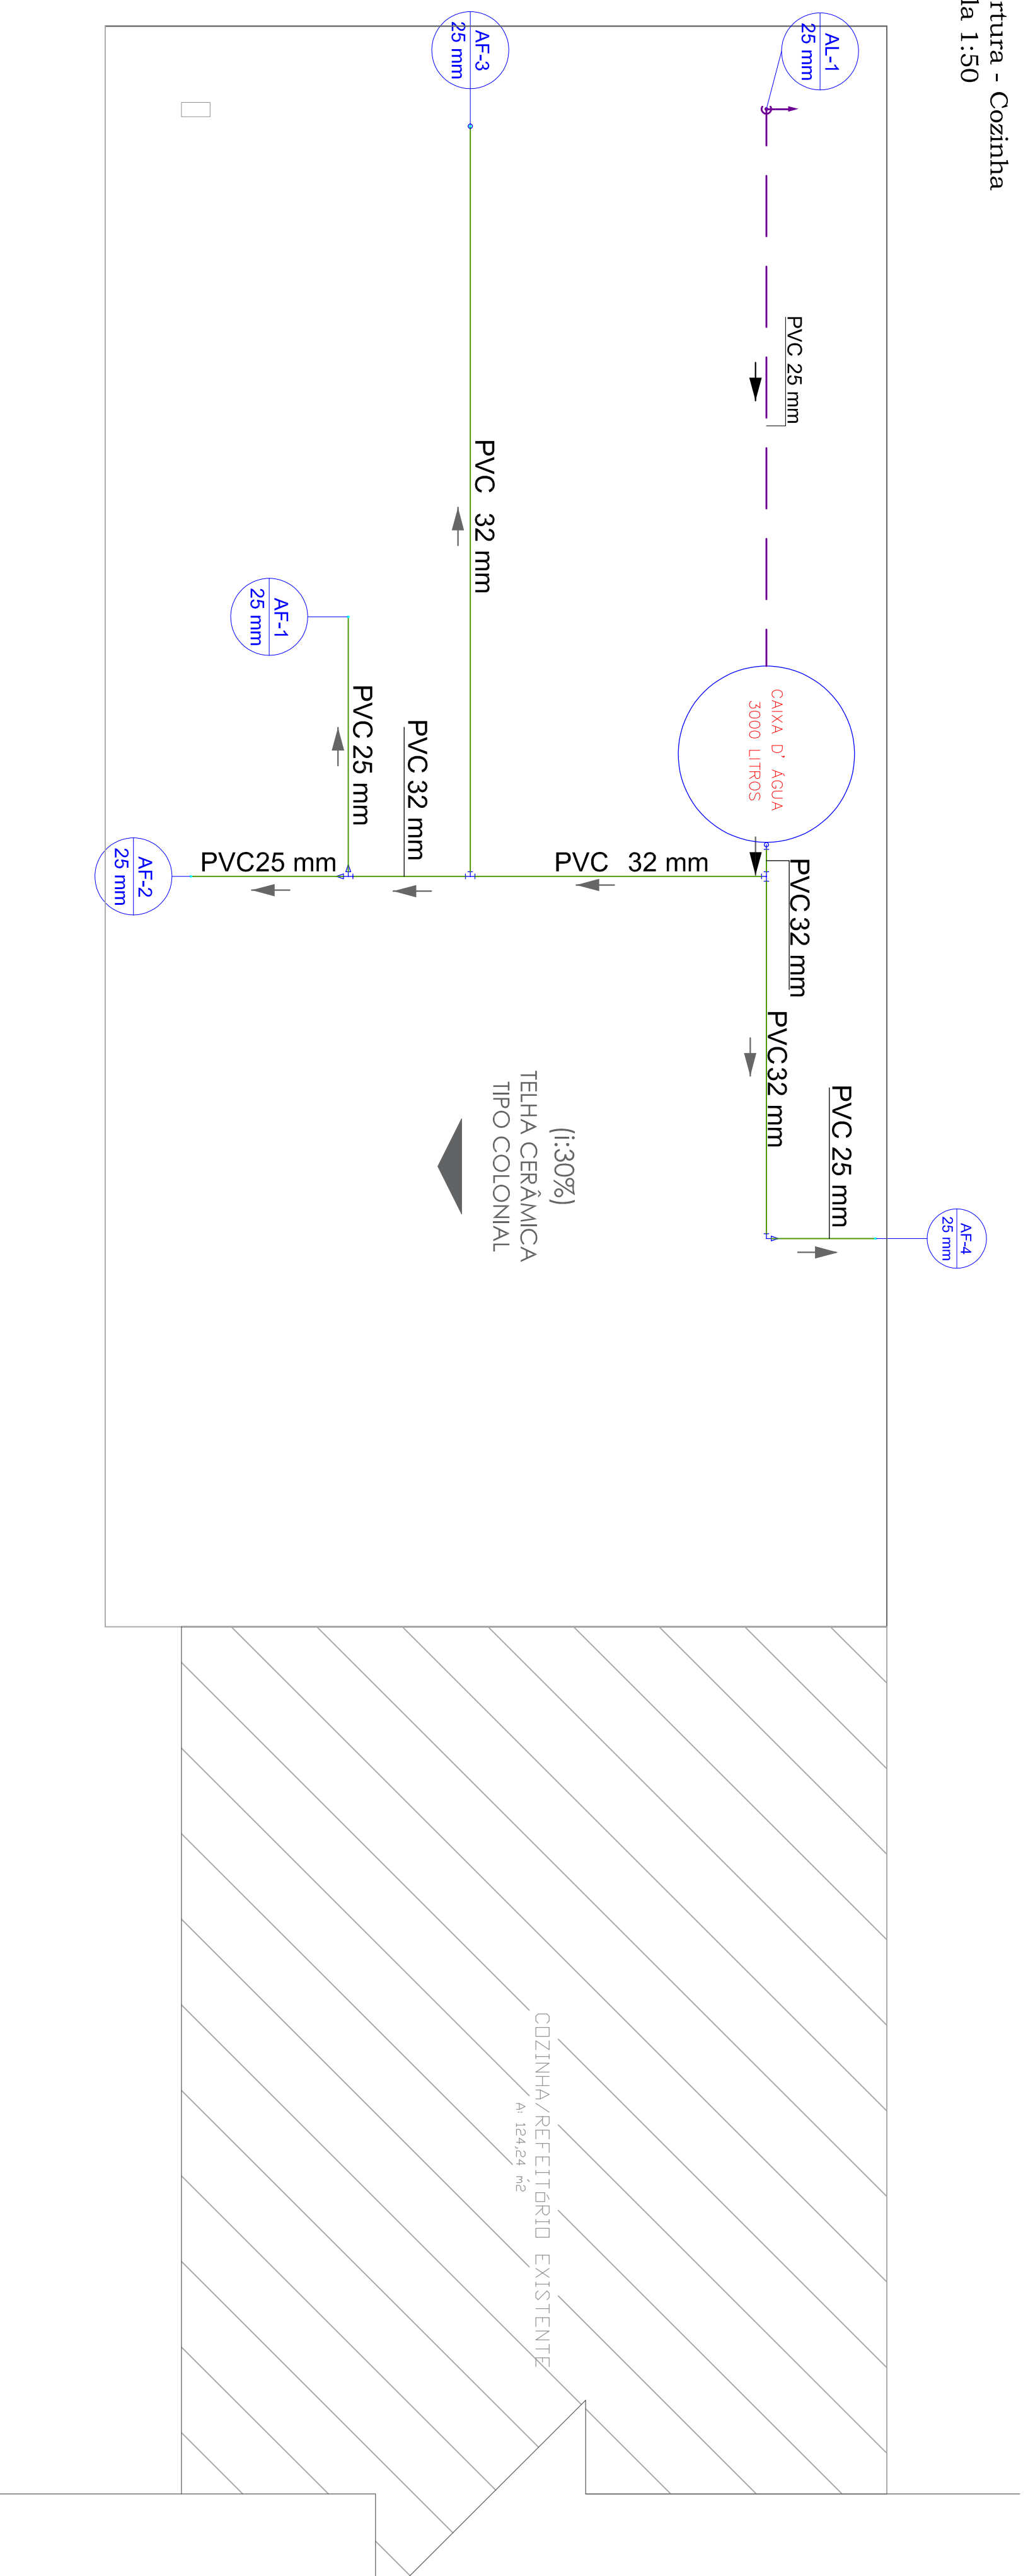 rtura - Cozinha
la 1:50
AL-1
25 mm
AF-3
25 mm
PVC 25 mm
PVC 32 mm
AF-1
25 mm
CAIXA D' ÁGUA
3000 LITROS
PVC 25 mm
PVC 32 mm
AF-2
25 mm
PVC25 mm
PVC 32 mm
PVC 32 mm
PVC32 mm
PVC 25 mm
AF-4
25 mm
(i:30%)
TELHA CERÂMICA
TIPO COLONIAL
COZINHA/REFEITóRIO EXISTENTE
A: 124,24 m2